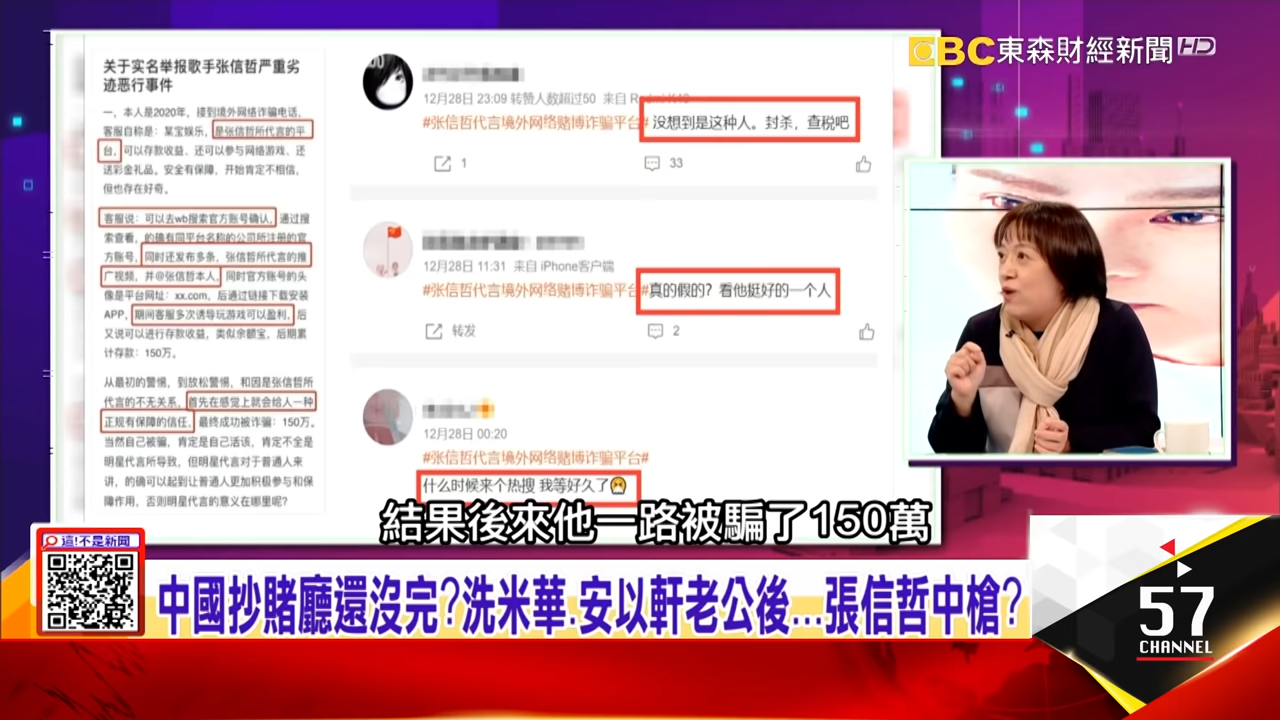 EBC東森財經新聞HD
关于实名举报歌手张信哲严重劣
迹恶行事件
一、本人是2020年，接到境外网络诈骗电话，
客服自称是：某宝娱乐，是张信哲所代言的平
台，可以存款收益、还可以参与网络游戏、还
送彩金礼品。安全有保障，开始肯定不相信，
但也存在好奇。
客服说：可以去wb搜索官方账号确认，通过搜
索查看，的确有同平台名称的公司所注册的官
方账号，同时还发布多条，张信哲所代言的推
广视频，并@张信哲本人，同时官方账号的头
像是平台网址：xx.com，后通过链接下载安装
APP，期间客服多次诱导玩游戏可以盈利，后
又说可以进行存款收益，类似余额宝，后期累
计存款：150万。
从最初的警惕，到放松警惕，和因是张信哲所
代言的不无关系，首先在感觉上就会给人一种
正规有保障的信任，最终成功被诈骗：150万。
当然自己被骗，肯定是自己活该，肯定不全是
明星代言所导致，但明星代言对于普通人来
讲，的确可以起到让普通人更加积极参与和保
障作用，否则明星代言的意义在哪里呢？
12月28日 23:09 转赞人数超过50 来自
#张信哲代言境外网络赌博诈骗平台# 没想到是这种人。封杀，查税吧
1 33
12月28日 11:31 来自 iPhone客户端
#张信哲代言境外网络赌博诈骗平台#真的假的？看他挺好的一个人
转发 2
12月28日 00:20
#张信哲代言境外网络赌博诈骗平台#
什么时候来个热搜 我等好久了
結果後來他一路被騙了150萬
這!不是新聞
中國抄賭廳還沒完?洗米華.安以軒老公後...張信哲中槍?
57
CHANNEL